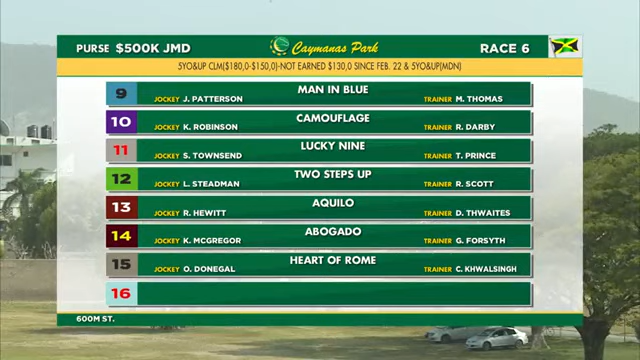 PURSE $500K JMD Caymanas Park RACE 6
5YO&UP CLM($180,0-$150,0)-NOT EARNED $130,0 SINCE FEB. 22 & 5YO&UP(MDN)
9 MAN IN BLUE
JOCKEY J. PATTERSON TRAINER M. THOMAS
10 CAMOUFLAGE
JOCKEY K. ROBINSON TRAINER R. DARBY
11 LUCKY NINE
JOCKEY S. TOWNSEND TRAINER T. PRINCE
12 TWO STEPS UP
JOCKEY L. STEADMAN TRAINER R. SCOTT
13 AQUILO
JOCKEY R. HEWITT TRAINER D. THWAITES
14 ABOGADO
JOCKEY K. MCGREGOR TRAINER G. FORSYTH
15 HEART OF ROME
JOCKEY O. DONEGAL TRAINER C. KHWALSINGH
16
600M ST.